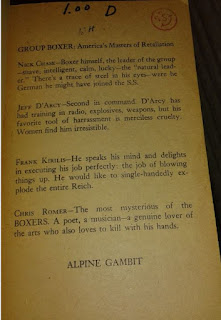 1.00 D
GROUP BOXER: America's Masters of Retaliation
NICK CHASE—Boxer himself, the leader of the group
—suave, intelligent, calm, lucky—the "natural lead-
er." There's a trace of steel in his eyes—were he
German he might have joined the S.S.
JEFF D'ARCY—Second in command. D'Arcy has
had training in radio, explosives, weapons, but his
favorite tool of harrassment is merciless cruelty.
Women find him irresistible.
FRANK KIRILIS—He speaks his mind and delights
in executing his job perfectly: the job of blowing
things up. He would like to single-handedly ex-
plode the entire Reich.
CHRIS ROMER—The most mysterious of the
BOXERS. A poet, a musician—a genuine lover of
the arts who also loves to kill with his hands.
ALPINE GAMBIT